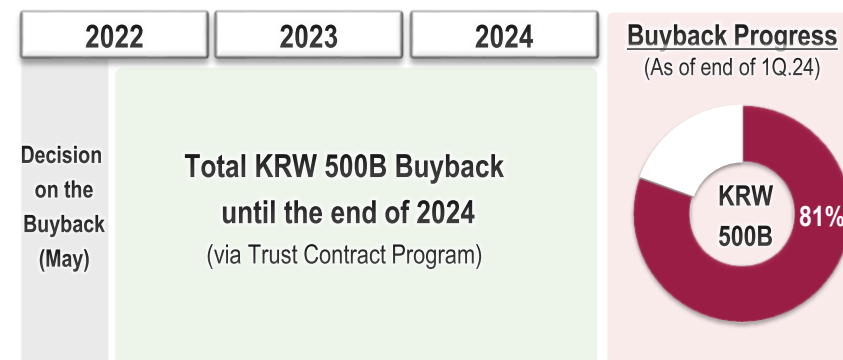 2022
2023
2024
Decision
on the
Buyback
(May)
Total KRW 500B Buyback
until the end of 2024
(via Trust Contract Program)
Buyback Progress
(As of end of 1Q.24)
KRW
500B
81%